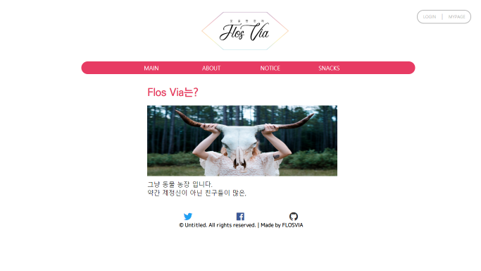 LOGIN | MYPAGE
Flos Via
MAIN ABOUT NOTICE SNACKS
Flos Via는?
그냥 동물 농장 입니다.
약간 제정신이 아닌 친구들이 많은.
© Untitled. All rights reserved. | Made by FLOSVIA